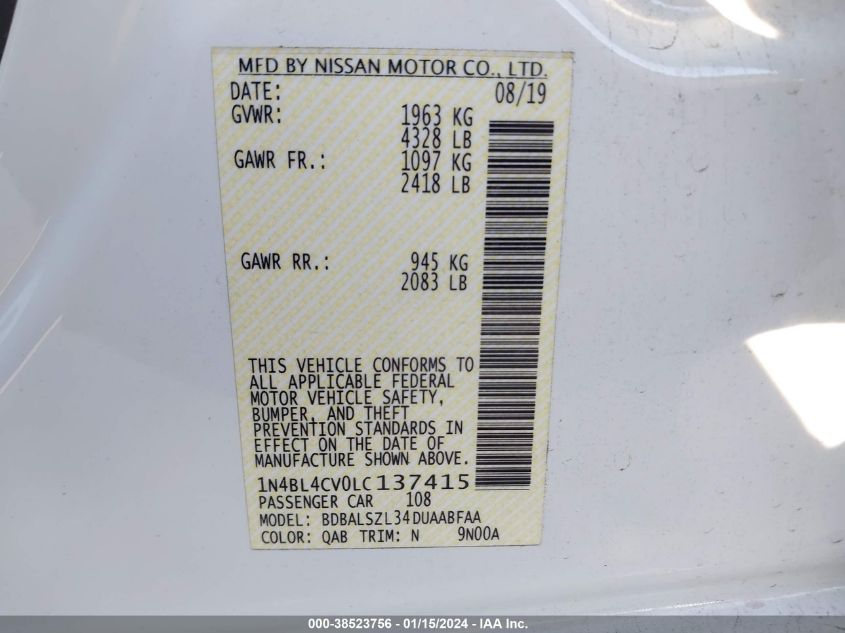 MFD BY NISSAN MOTOR CO., LTD.
DATE: 08/19
GVWR: 1963 KG
4328 LB
GAWR FR.: 1097 KG
2418 LB
GAWR RR.: 945 KG
2083 LB
THIS VEHICLE CONFORMS TO
ALL APPLICABLE FEDERAL
MOTOR VEHICLE SAFETY,
BUMPER, AND THEFT
PREVENTION STANDARDS IN
EFFECT ON THE DATE OF
MANUFACTURE SHOWN ABOVE.
1N4BL4CV0LC137415
PASSENGER CAR 108
MODEL: BDBALSZL34DUAABFAA
COLOR: QAB TRIM: N 9N00A
000-38523756 - 01/15/2024 - IAA Inc.